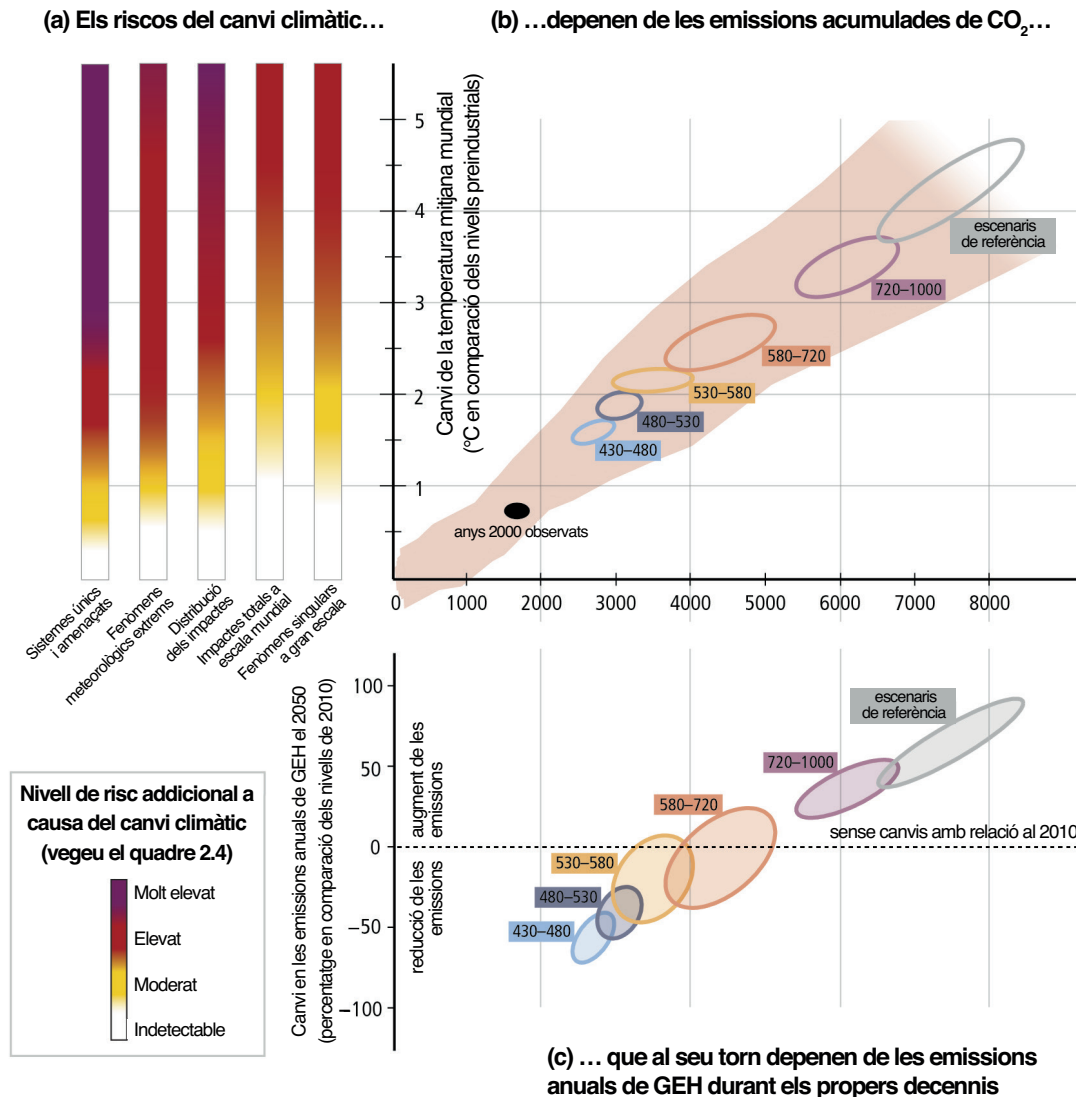 (a) Els riscos del canvi climàtic…
(b) …depenen de les emissions acumulades de CO₂…
Canvi de la temperatura mitjana mundial
(°C en comparació dels nivells preindustrials)
5
4
3
2
1
escenaris
de referència
720–1000
580–720
530–580
480–530
430–480
anys 2000 observats
0
1000
2000
3000
4000
5000
6000
7000
8000
Sistemes únics
i amenaçats
Fenòmens
meteorològics extrems
Distribució
dels impactes
Impactes totals a
escala mundial
Fenòmens singulars
a gran escala
Nivell de risc addicional a
causa del canvi climàtic
(vegeu el quadre 2.4)
Molt elevat
Elevat
Moderat
Indetectable
Canvi en les emissions anuals de GEH el 2050
(percentatge en comparació dels nivells de 2010)
100
50
0
−50
−100
augment de les
emissions
reducció de les
emissions
escenaris
de referència
720–1000
580–720
sense canvis amb relació al 2010
530–580
480–530
430–480
(c) … que al seu torn depenen de les emissions
anuals de GEH durant els propers decennis